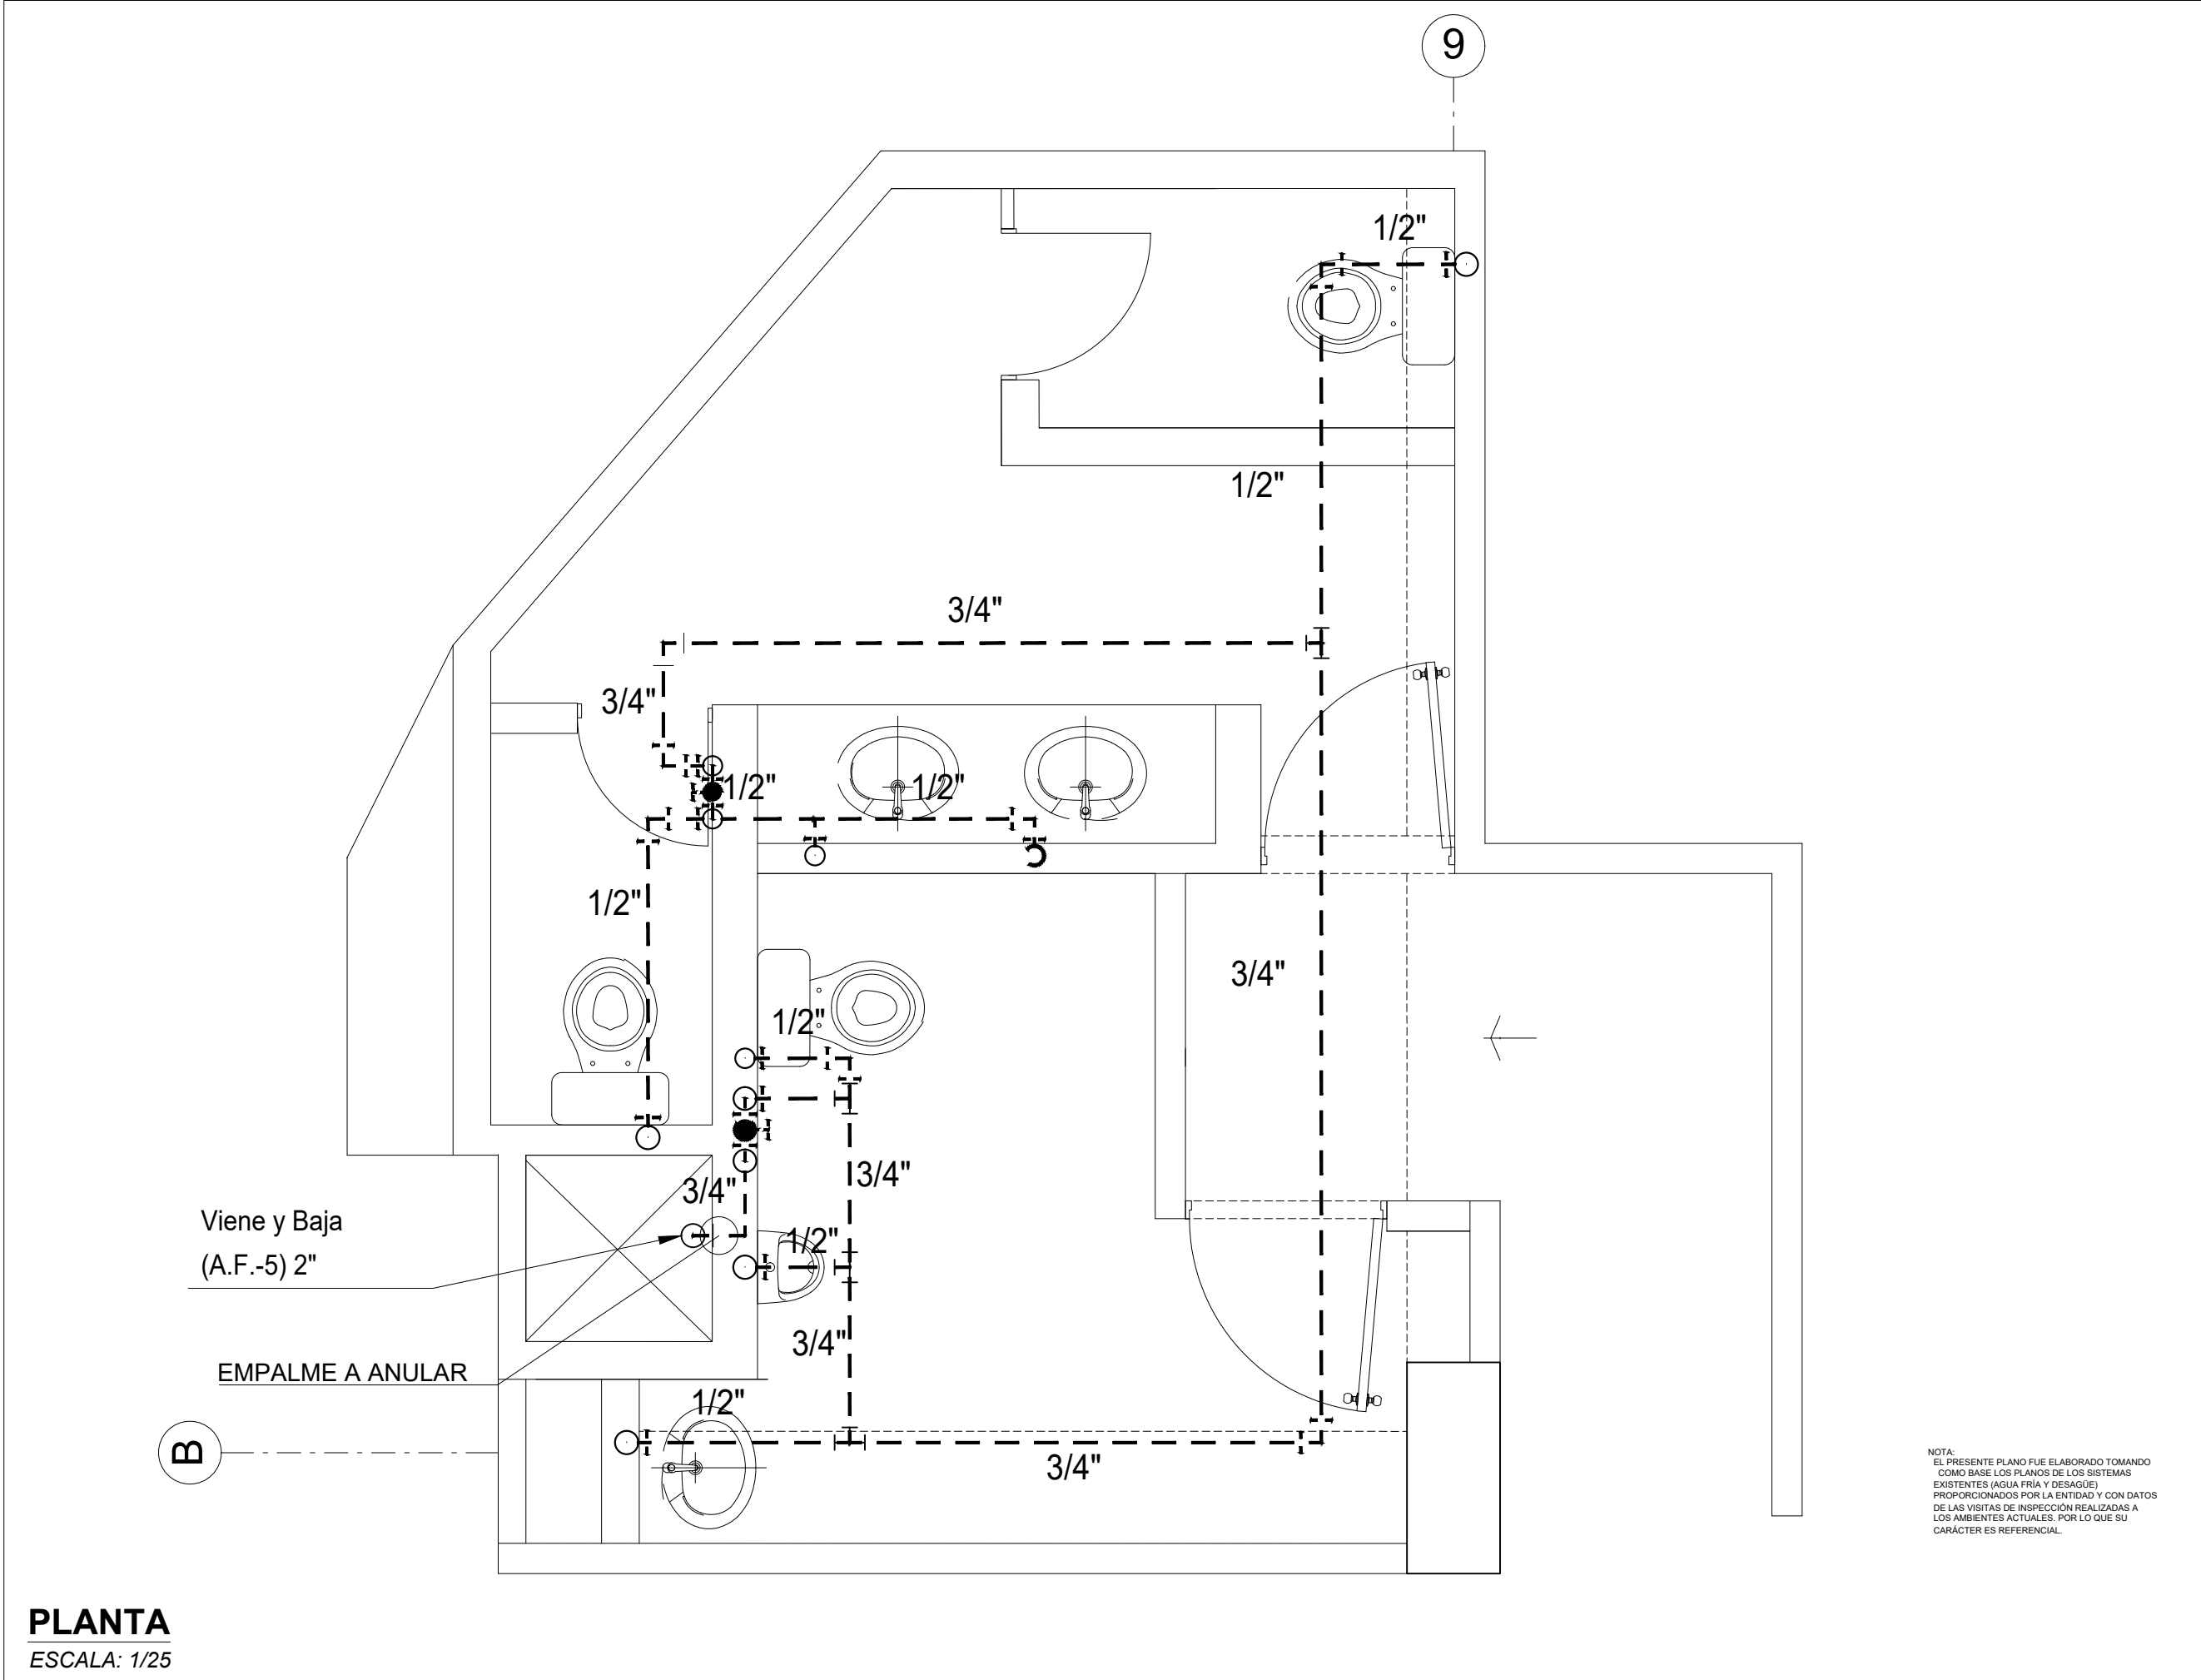 9
1/2"
1/2"
3/4"
3/4"
1/2"
1/2"
1/2"
3/4"
1/2"
3/4"
3/4"
Viene y Baja
(A.F.-5) 2"
1/2"
3/4"
EMPALME A ANULAR
1/2"
B
3/4"
NOTA:
EL PRESENTE PLANO FUE ELABORADO TOMANDO
COMO BASE LOS PLANOS DE LOS SISTEMAS
EXISTENTES (AGUA FRÍA Y DESAGÜE)
PROPORCIONADOS POR LA ENTIDAD Y CON DATOS
DE LAS VISITAS DE INSPECCIÓN REALIZADAS A
LOS AMBIENTES ACTUALES. POR LO QUE SU
CARÁCTER ES REFERENCIAL.
PLANTA
ESCALA: 1/25